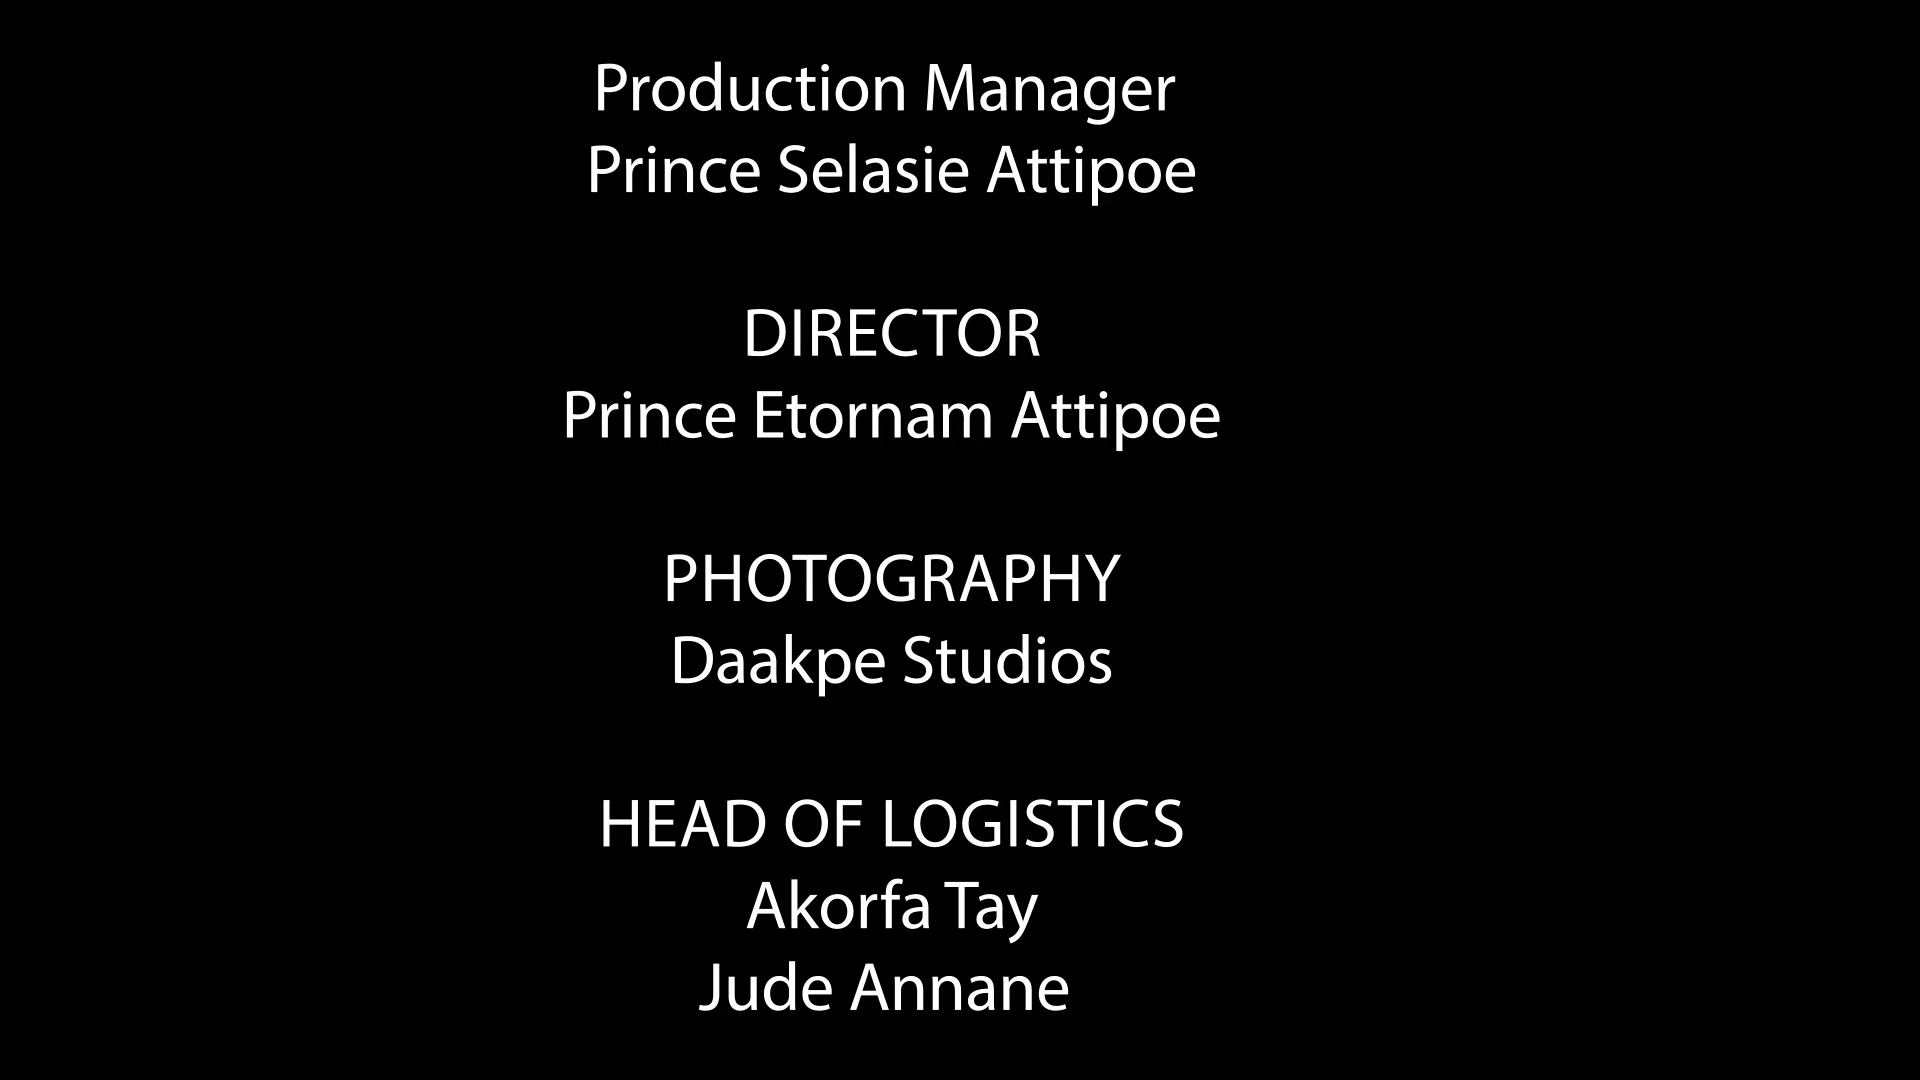 Production Manager
Prince Selasie Attipoe
DIRECTOR
Prince Etornam Attipoe
PHOTOGRAPHY
Daakpe Studios
HEAD OF LOGISTICS
Akorfa Tay
Jude Annane